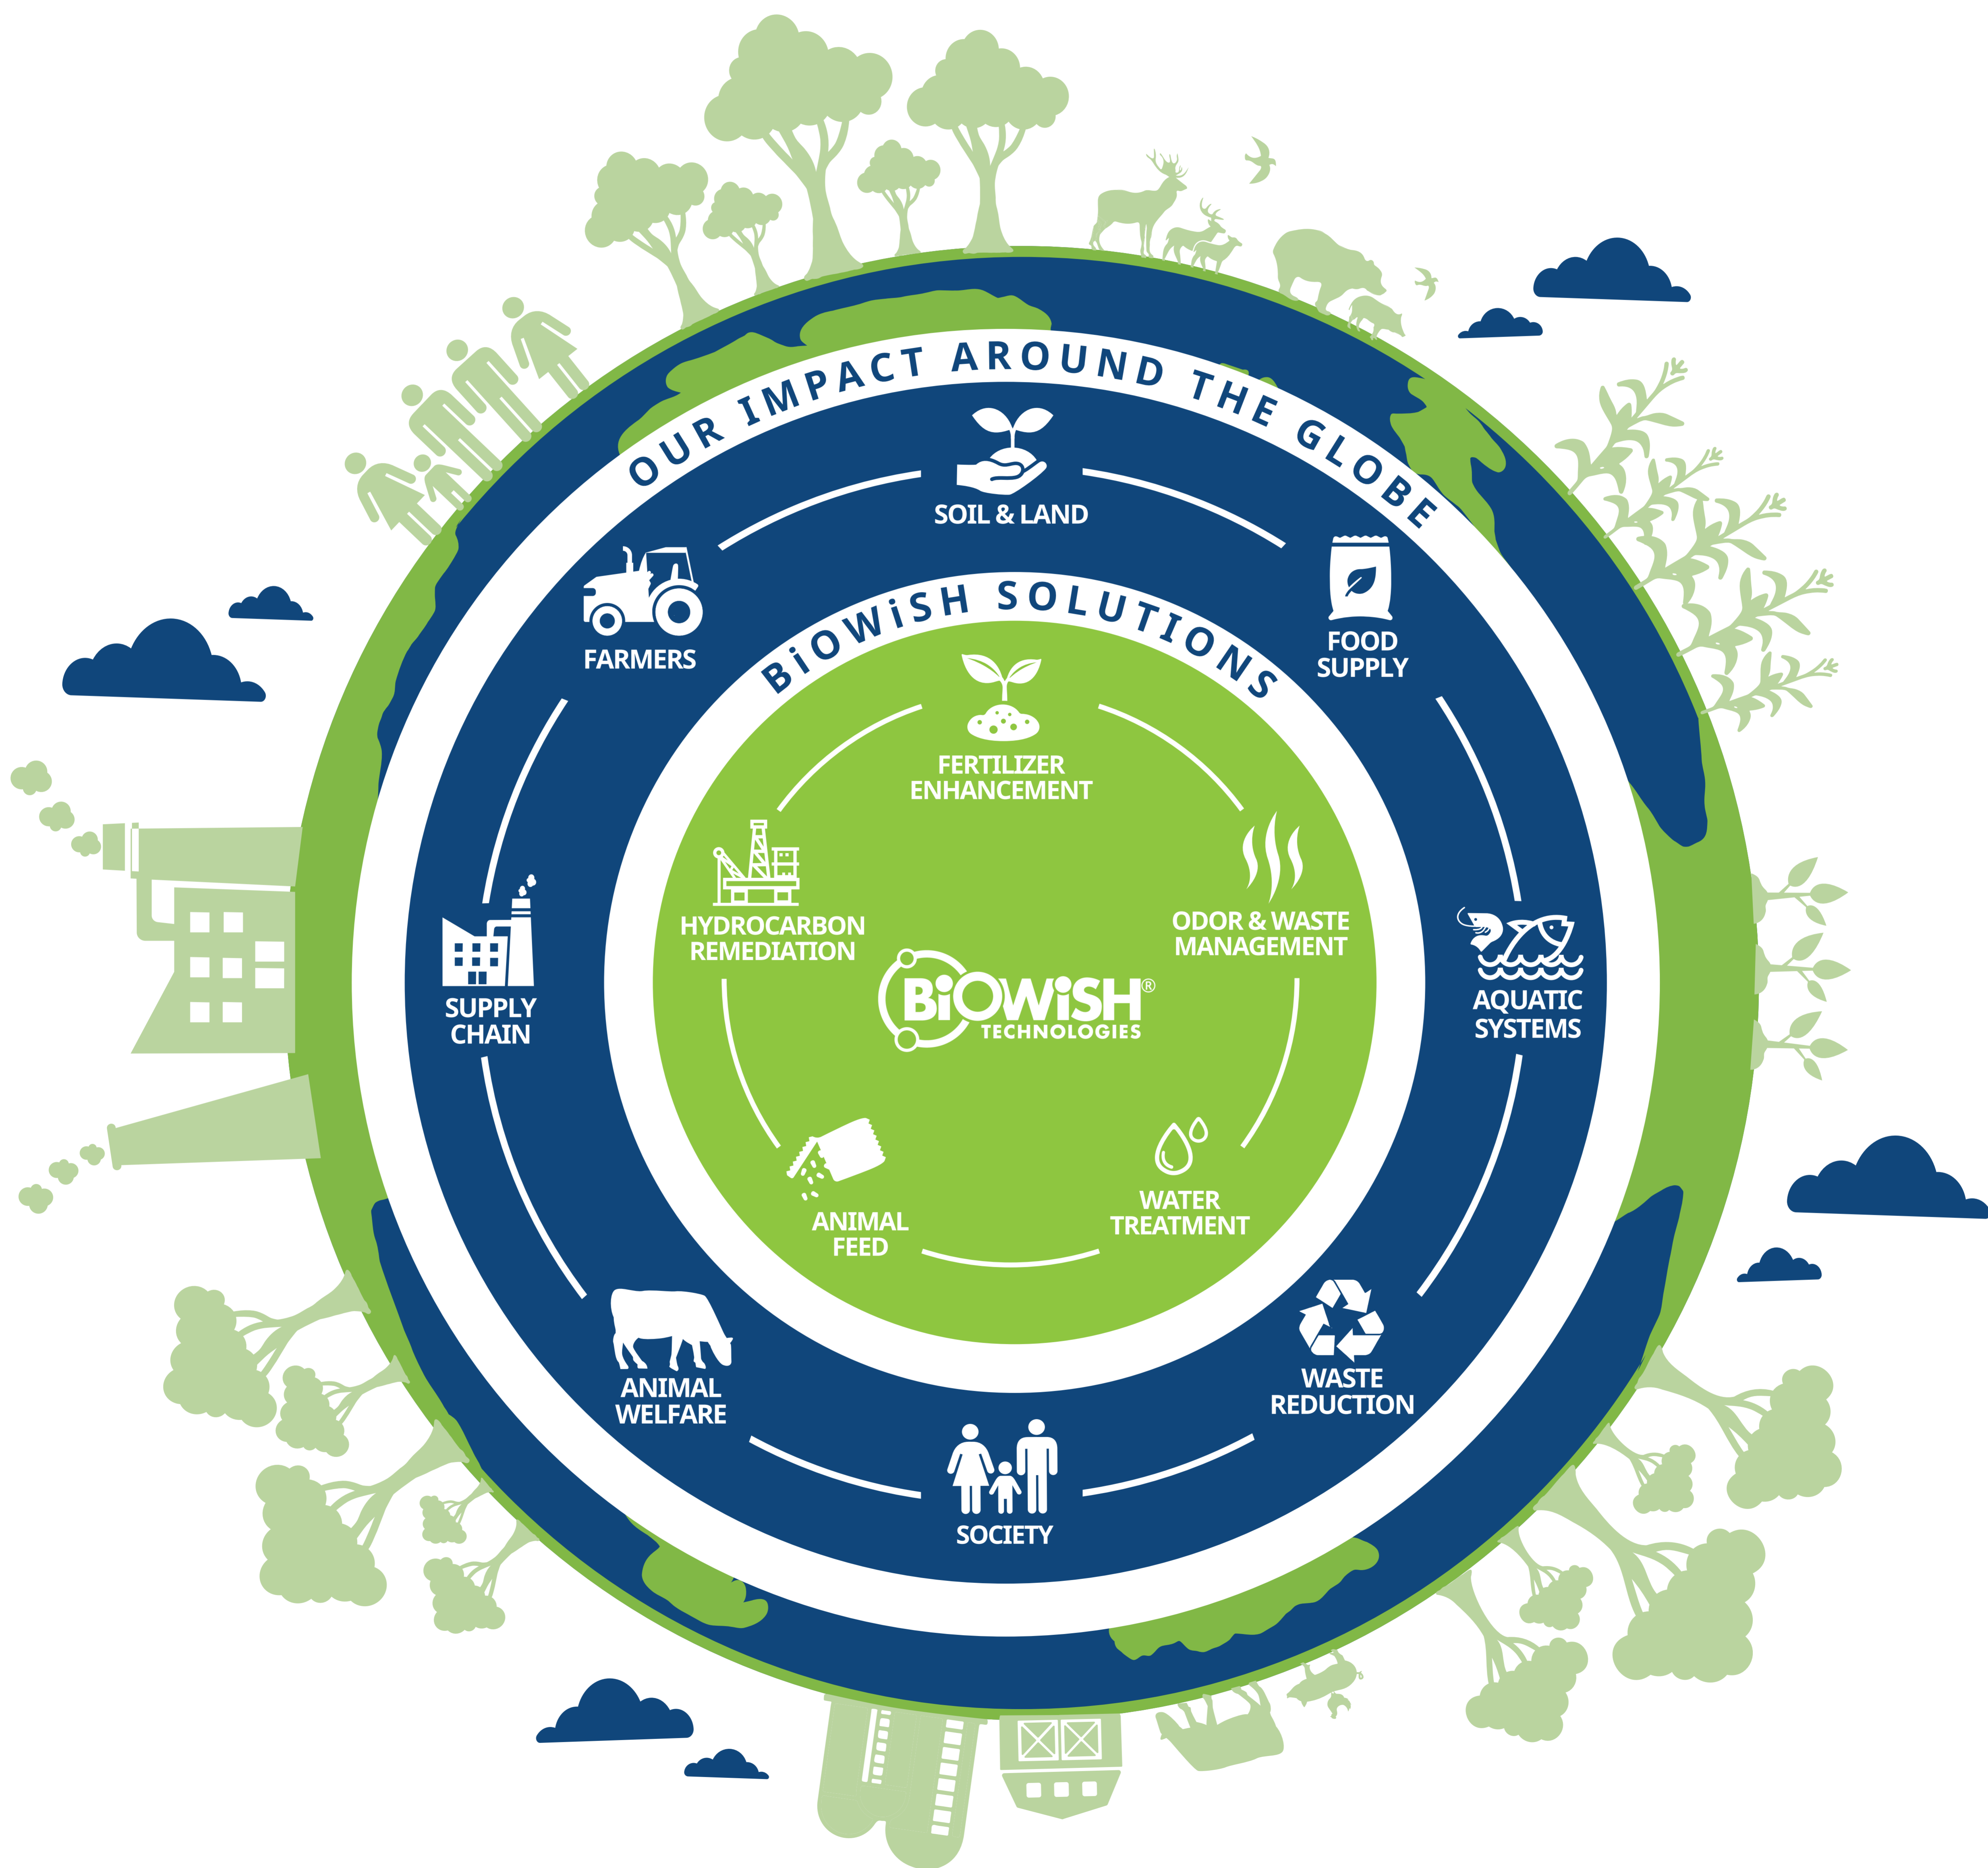 OUR IMPACT AROUND THE GLOBE
SOIL & LAND
FOOD
SUPPLY
AQUATIC
SYSTEMS
WASTE
REDUCTION
SOCIETY
ANIMAL
WELFARE
SUPPLY
CHAIN
FARMERS
BiOWiSH SOLUTIONS
FERTILIZER
ENHANCEMENT
ODOR & WASTE
MANAGEMENT
WATER
TREATMENT
ANIMAL
FEED
HYDROCARBON
REMEDIATION
BiOWiSH®
TECHNOLOGIES